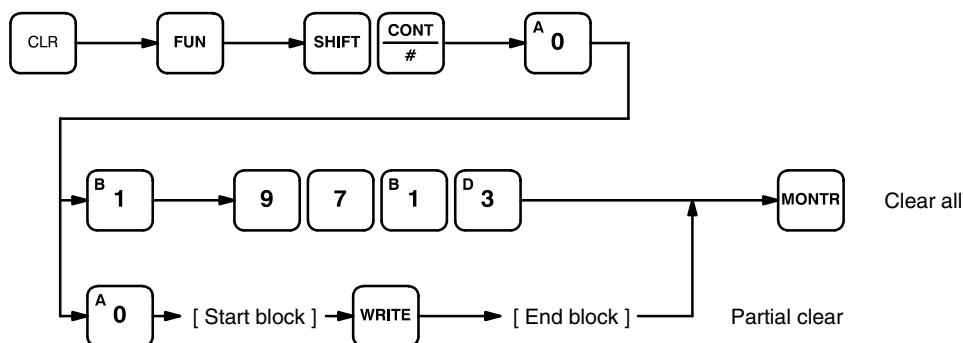 CLR FUN SHIFT CONT # A 0
B 1 9 7 B 1 D 3 MONTR Clear all
A 0 [ Start block ] WRITE [ End block ] Partial clear